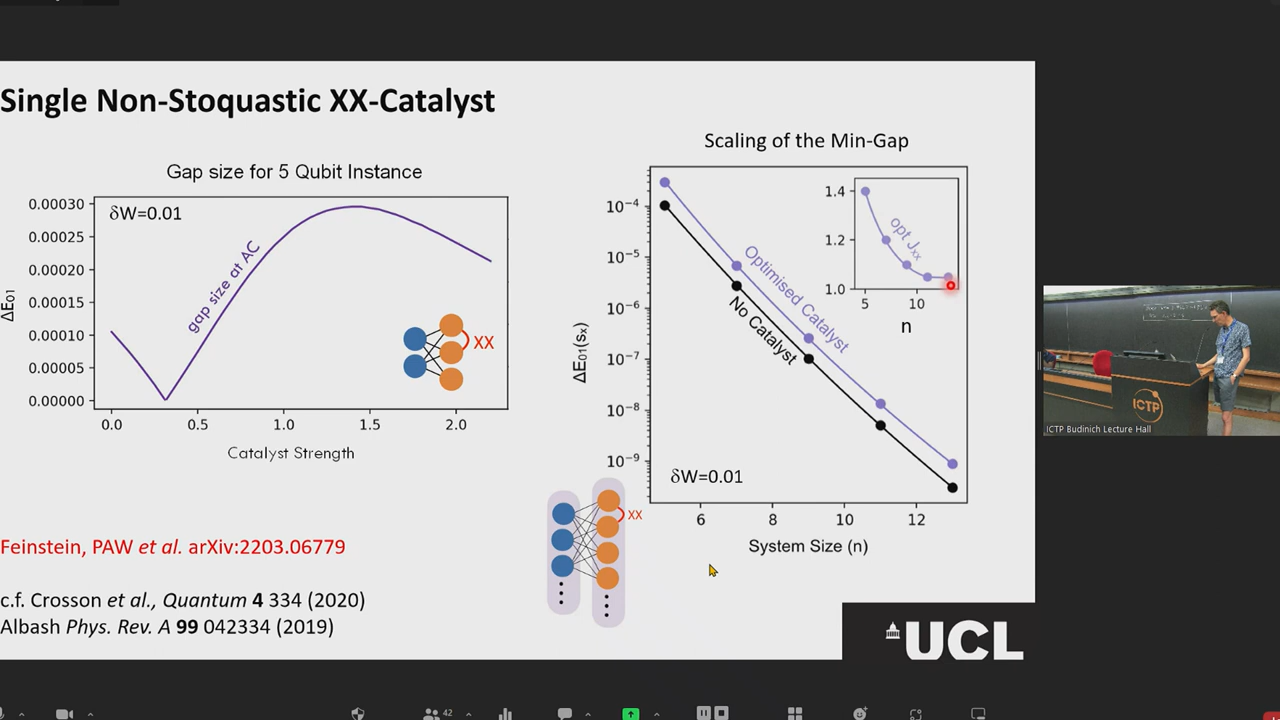 Single Non-Stoquastic XX-Catalyst
Gap size for 5 Qubit Instance
δW=0.01
gap size at AC
ΔE01
0.00030
0.00025
0.00020
0.00015
0.00010
0.00005
0.00000
0.0 0.5 1.0 1.5 2.0
Catalyst Strength
XX
Scaling of the Min-Gap
10⁻⁴
10⁻⁵
10⁻⁶
10⁻⁷
10⁻⁸
10⁻⁹
ΔE01(sx)
Optimised Catalyst
No Catalyst
1.4
1.2
1.0
opt Jxx
5 10
n
δW=0.01
6 8 10 12
System Size (n)
XX
Feinstein, PAW et al. arXiv:2203.06779
c.f. Crosson et al., Quantum 4 334 (2020)
Albash Phys. Rev. A 99 042334 (2019)
UCL
ICTP
ICTP Budinich Lecture Hall
42